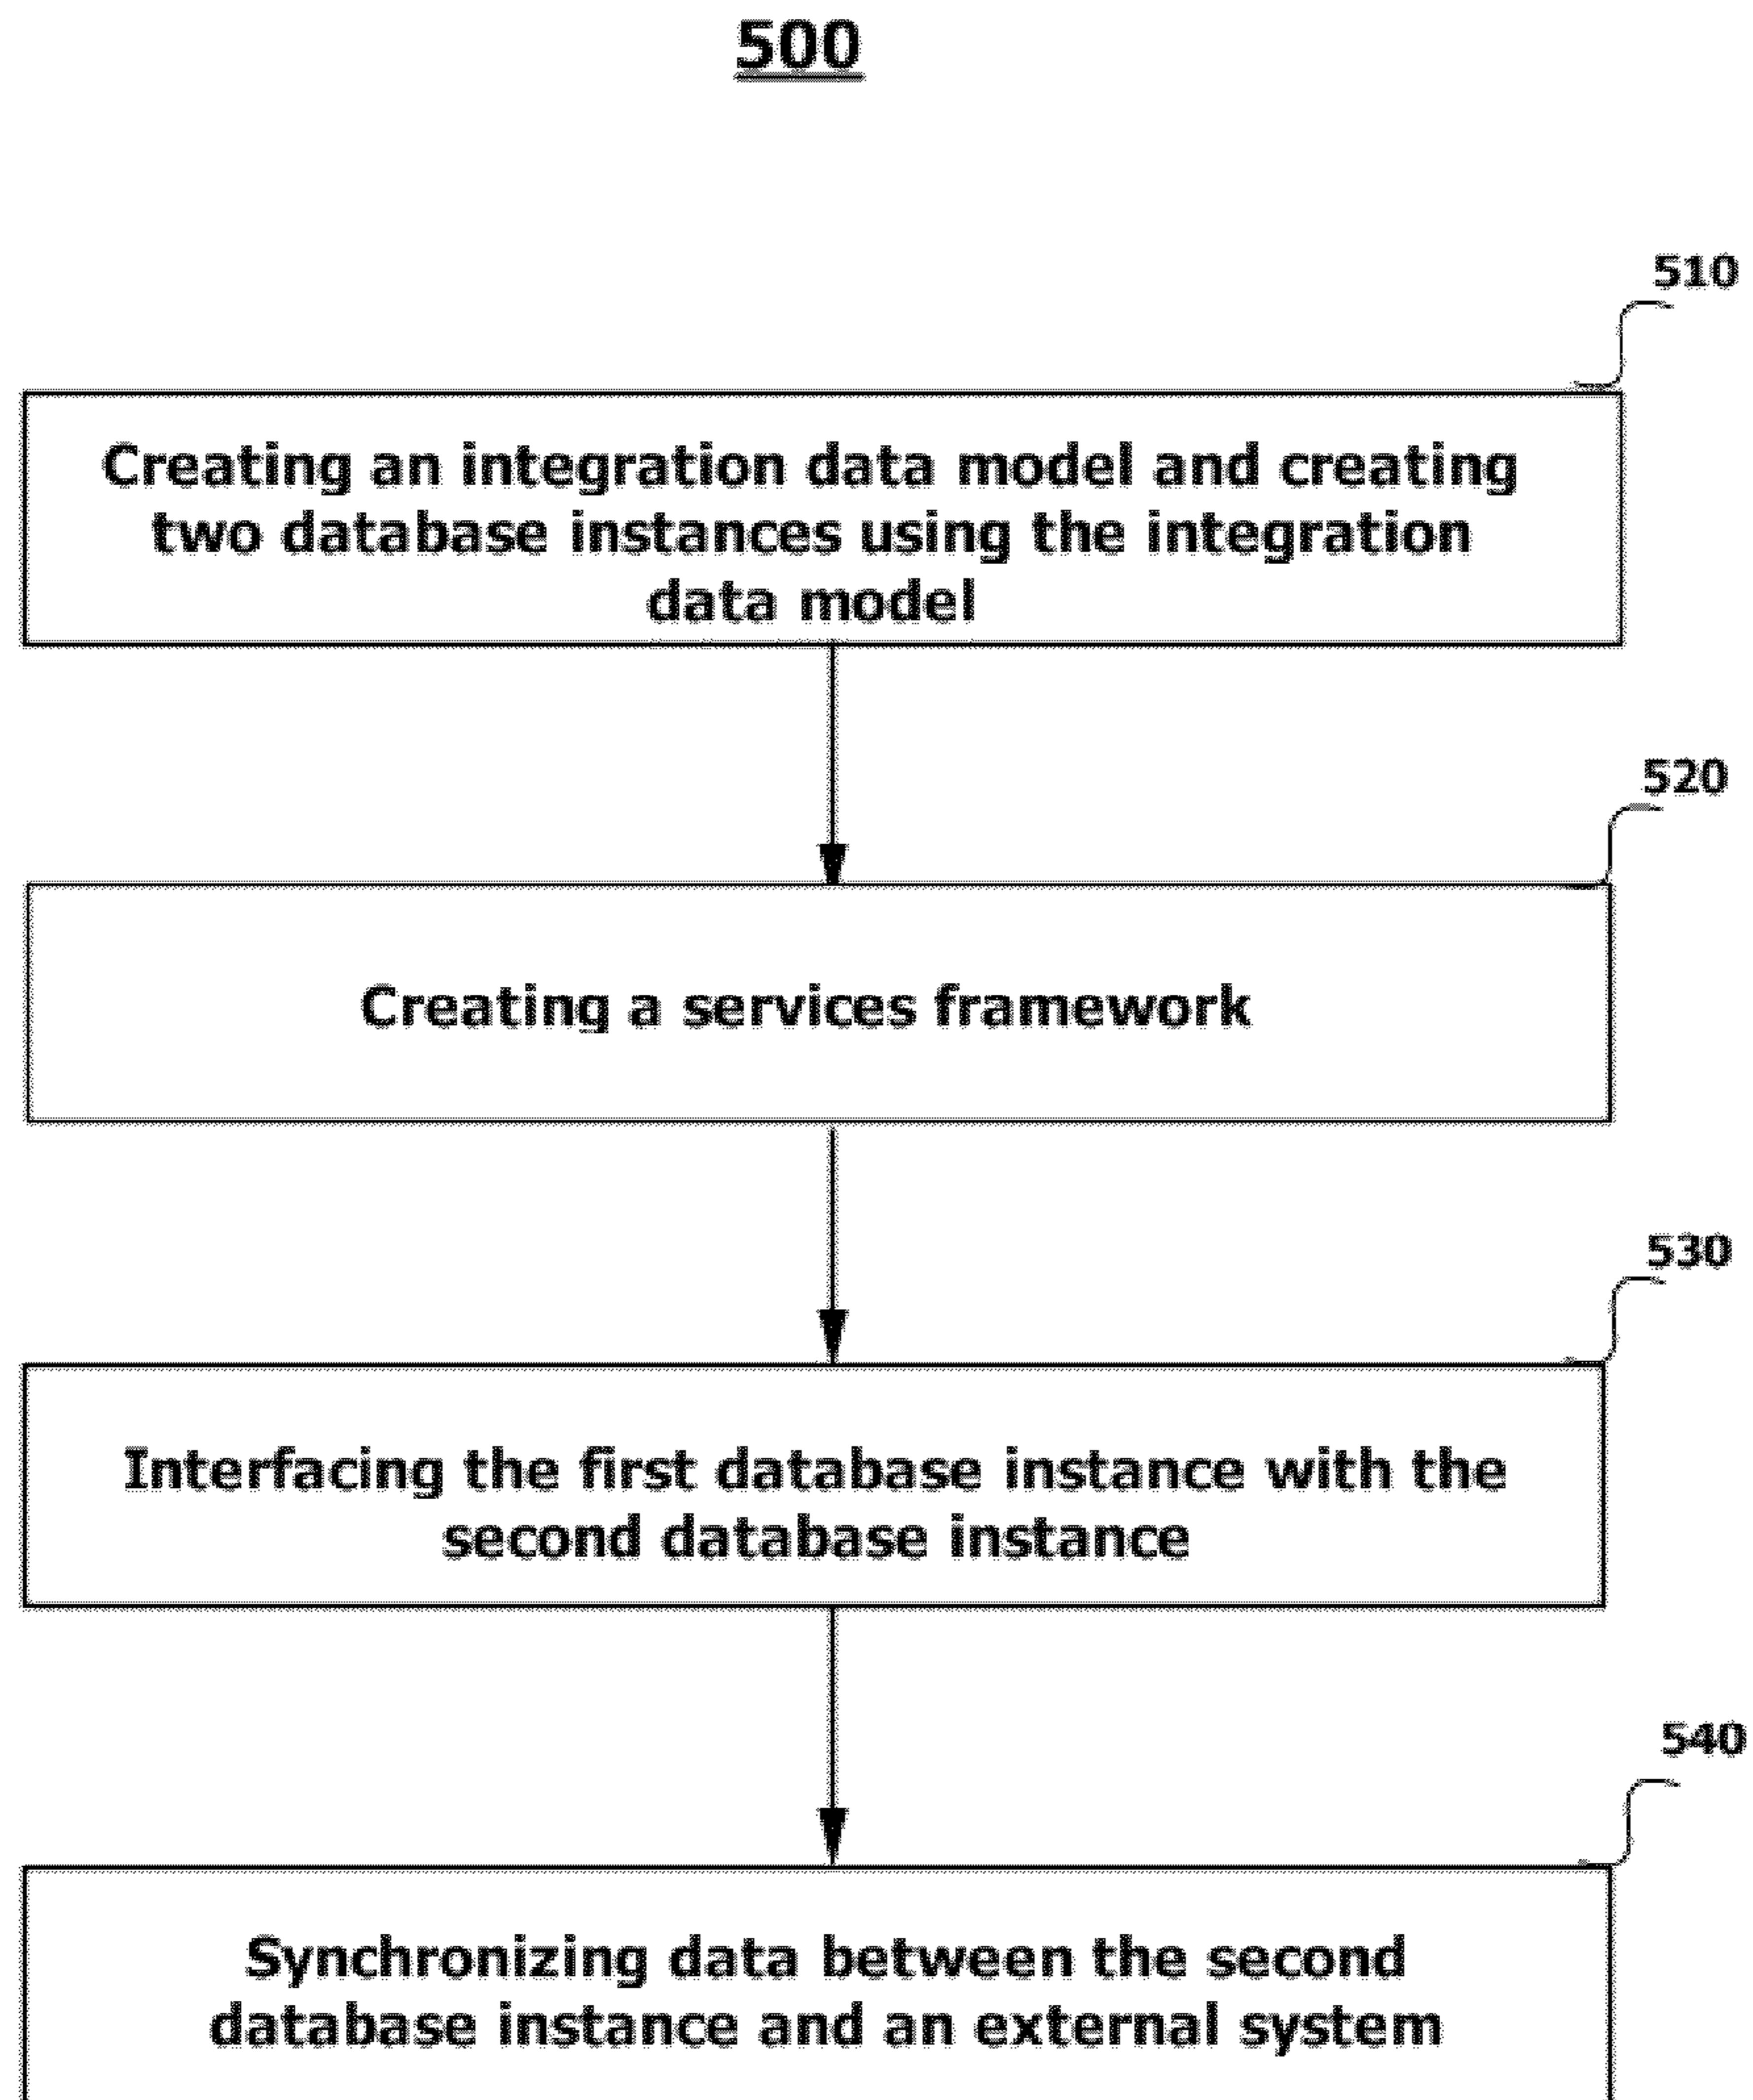 500
510
Creating an integration data model and creating
two database instances using the integration
data model
520
Creating a services framework
530
Interfacing the first database instance with the
second database instance
540
Synchronizing data between the second
database instance and an external system